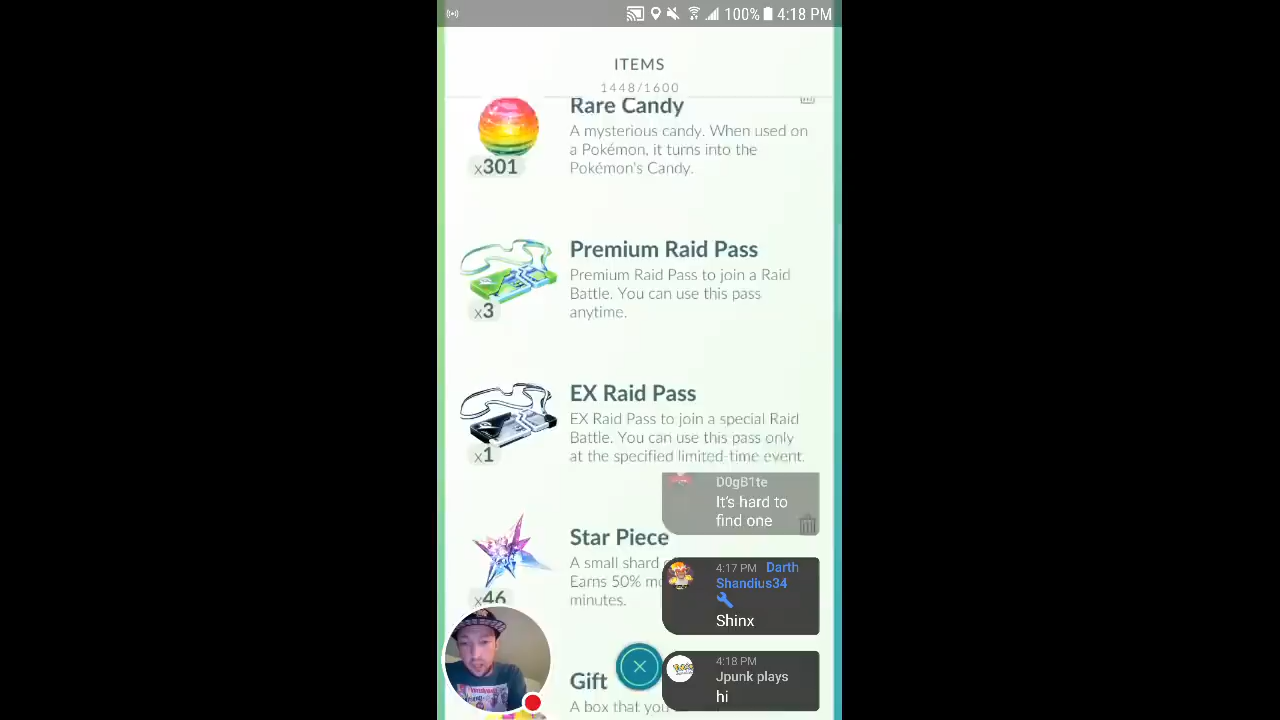 100% 4:18 PM
ITEMS
1448/1600
Rare Candy
A mysterious candy. When used on
a Pokémon, it turns into the
Pokémon's Candy.
x301
Premium Raid Pass
Premium Raid Pass to join a Raid
Battle. You can use this pass
anytime.
x3
EX Raid Pass
EX Raid Pass to join a special Raid
Battle. You can use this pass only
at the specified limited-time event.
x1
D0gB1te
It's hard to
find one
Star Piece
A small shard
Earns 50%
minutes.
x46
4:17 PM Darth
Shandius34
Shinx
4:18 PM
Jpunk plays
hi
Gift
A box that you